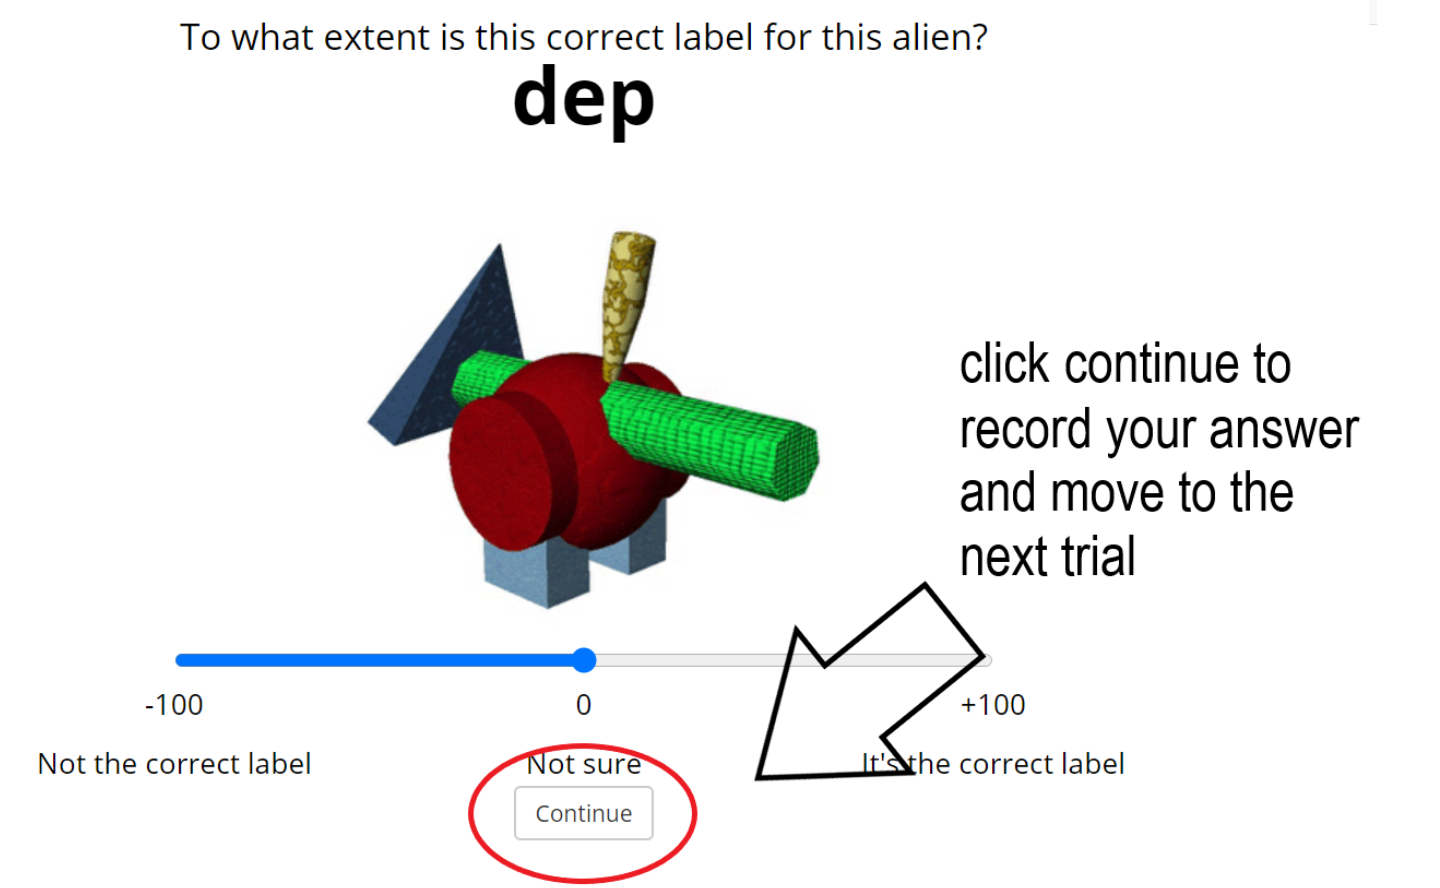 To what extent is this correct label for this alien?
dep
click continue to
record your answer
and move to the
next trial
-100
0
+100
Not the correct label
Not sure
It's the correct label
Continue